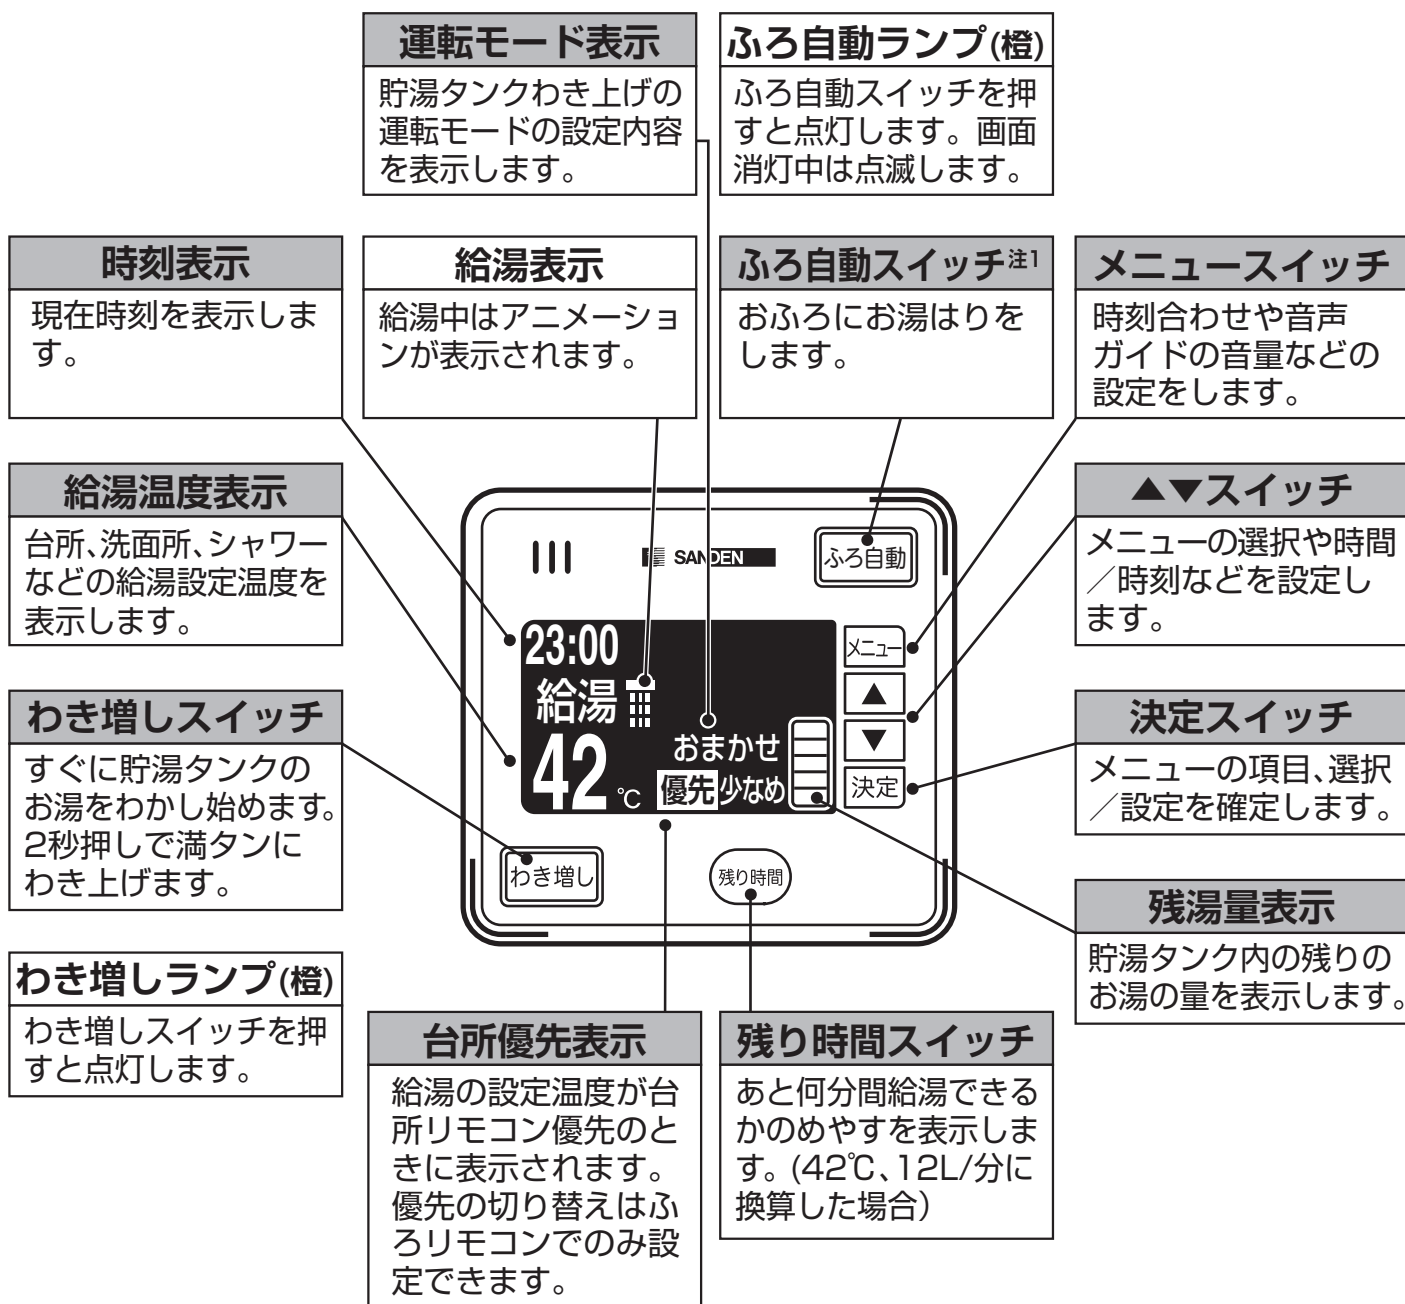 運転モード表示
貯湯タンクわき上げの
運転モードの設定内容
を表示します。
ふろ自動ランプ(橙)
ふろ自動スイッチを押
すと点灯します。画面
消灯中は点滅します。
時刻表示
現在時刻を表示しま
す。
給湯表示
給湯中はアニメーショ
ンが表示されます。
ふろ自動スイッチ注1
おふろにお湯はりを
します。
メニュースイッチ
時刻合わせや音声
ガイドの音量などの
設定をします。
給湯温度表示
台所、洗面所、シャワー
などの給湯設定温度を
表示します。
▲▼スイッチ
メニューの選択や時間
／時刻などを設定し
ます。
わき増しスイッチ
すぐに貯湯タンクの
お湯をわかし始めます。
2秒押しで満タンに
わき上げます。
SANDEN
ふろ自動
23:00
給湯
42℃
おまかせ
優先 少なめ
メニュー
▲
▼
決定
わき増し
残り時間
決定スイッチ
メニューの項目、選択
／設定を確定します。
残湯量表示
貯湯タンク内の残りの
お湯の量を表示します。
わき増しランプ(橙)
わき増しスイッチを押
すと点灯します。
台所優先表示
給湯の設定温度が台
所リモコン優先のと
きに表示されます。
優先の切り替えはふ
ろリモコンでのみ設
定できます。
残り時間スイッチ
あと何分間給湯できる
かのめやすを表示しま
す。(42℃、12L/分に
換算した場合)